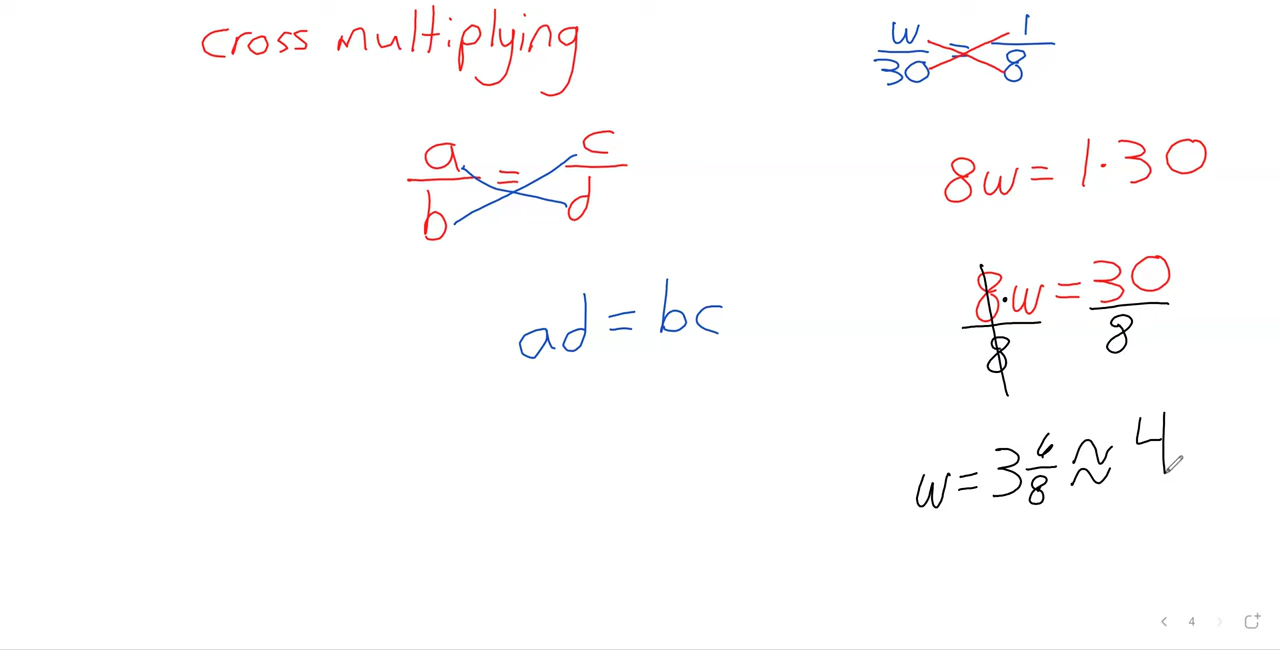 cross multiplying
a/b = c/d
ad = bc
w/30 = 1/8
8w = 1·30
8·w/8 = 30/8
w = 3 6/8 ≈ 4
4